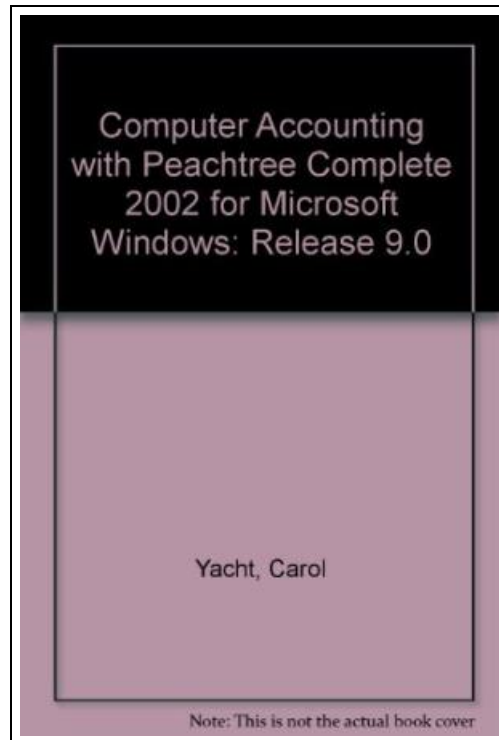 Computer Accounting
with Peachtree Complete
2002 for Microsoft
Windows: Release 9.0
Yacht, Carol
Note: This is not the actual book cover